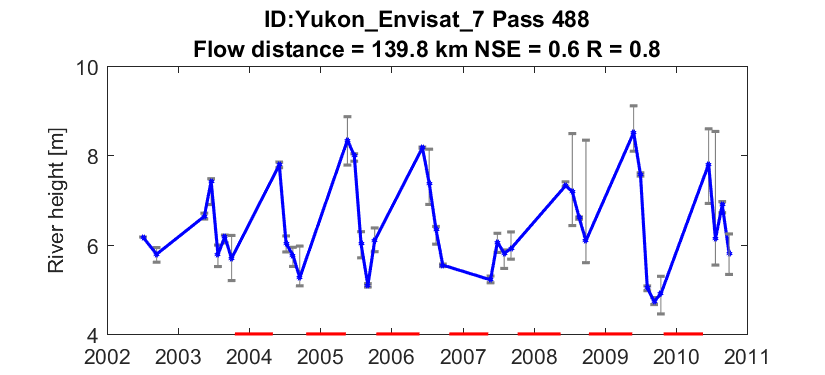 ID:Yukon_Envisat_7 Pass 488
Flow distance = 139.8 km NSE = 0.6 R = 0.8
River height [m]
10
8
6
4
2002 2003 2004 2005 2006 2007 2008 2009 2010 2011